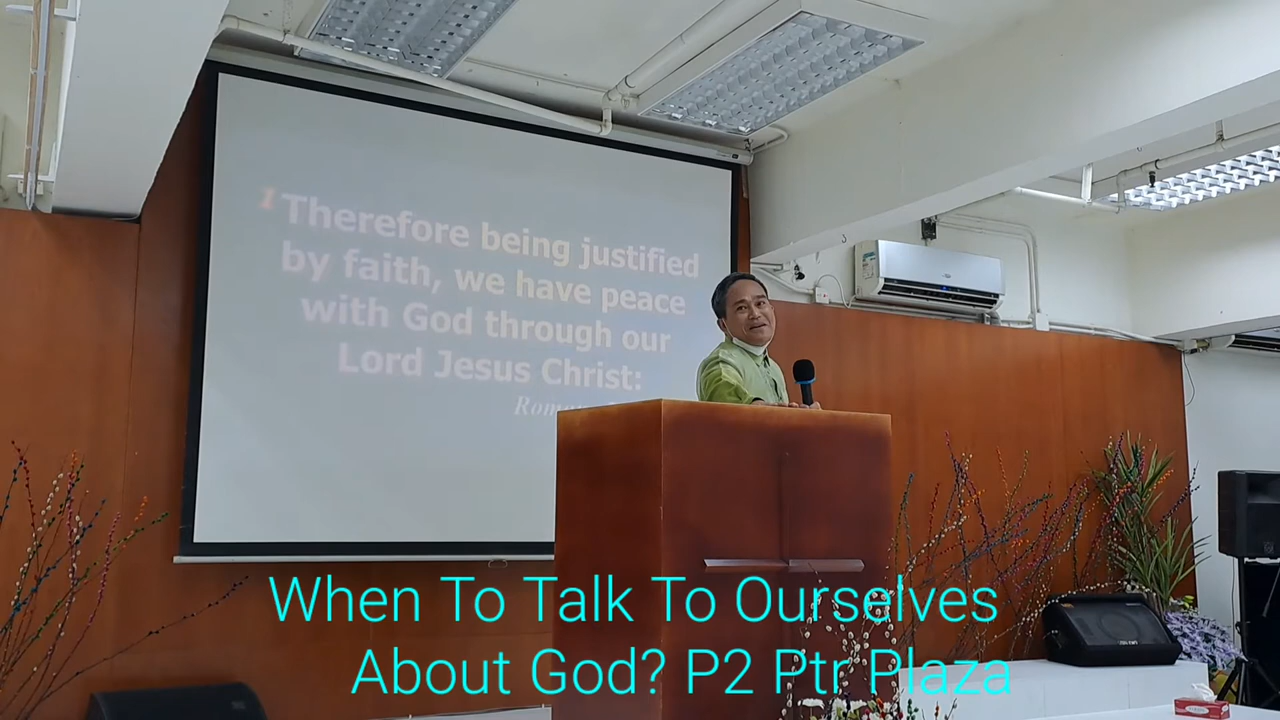 1 Therefore being justified
by faith, we have peace
with God through our
Lord Jesus Christ:
When To Talk To Ourselves
About God? P2 Ptr Plaza